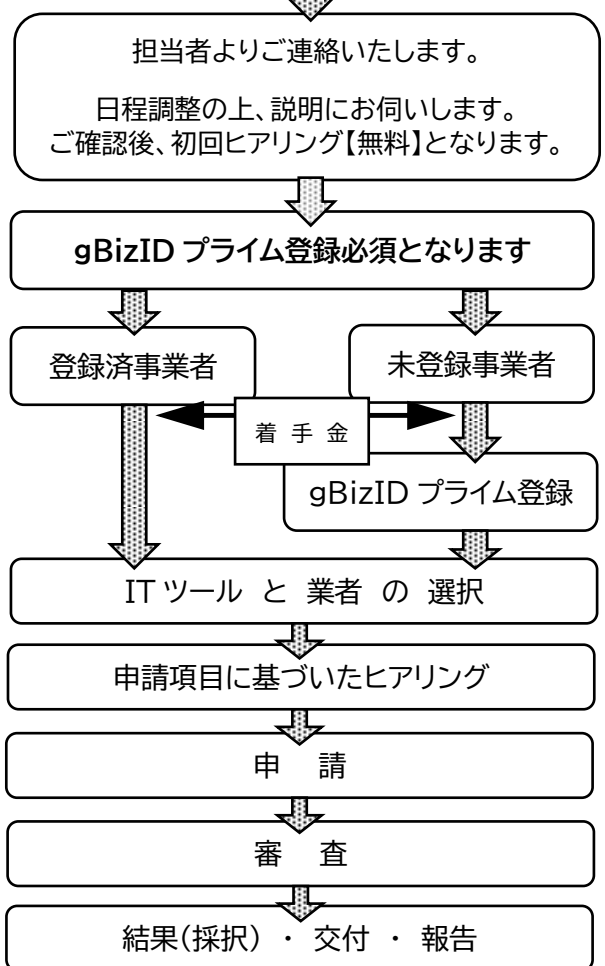 担当者よりご連絡いたします。
日程調整の上、説明にお伺いします。
ご確認後、初回ヒアリング【無料】となります。
gBizID プライム登録必須となります
登録済事業者
未登録事業者
着 手 金
gBizID プライム登録
IT ツール と 業者 の 選択
申請項目に基づいたヒアリング
申 請
審 査
結果(採択) ・ 交付 ・ 報告